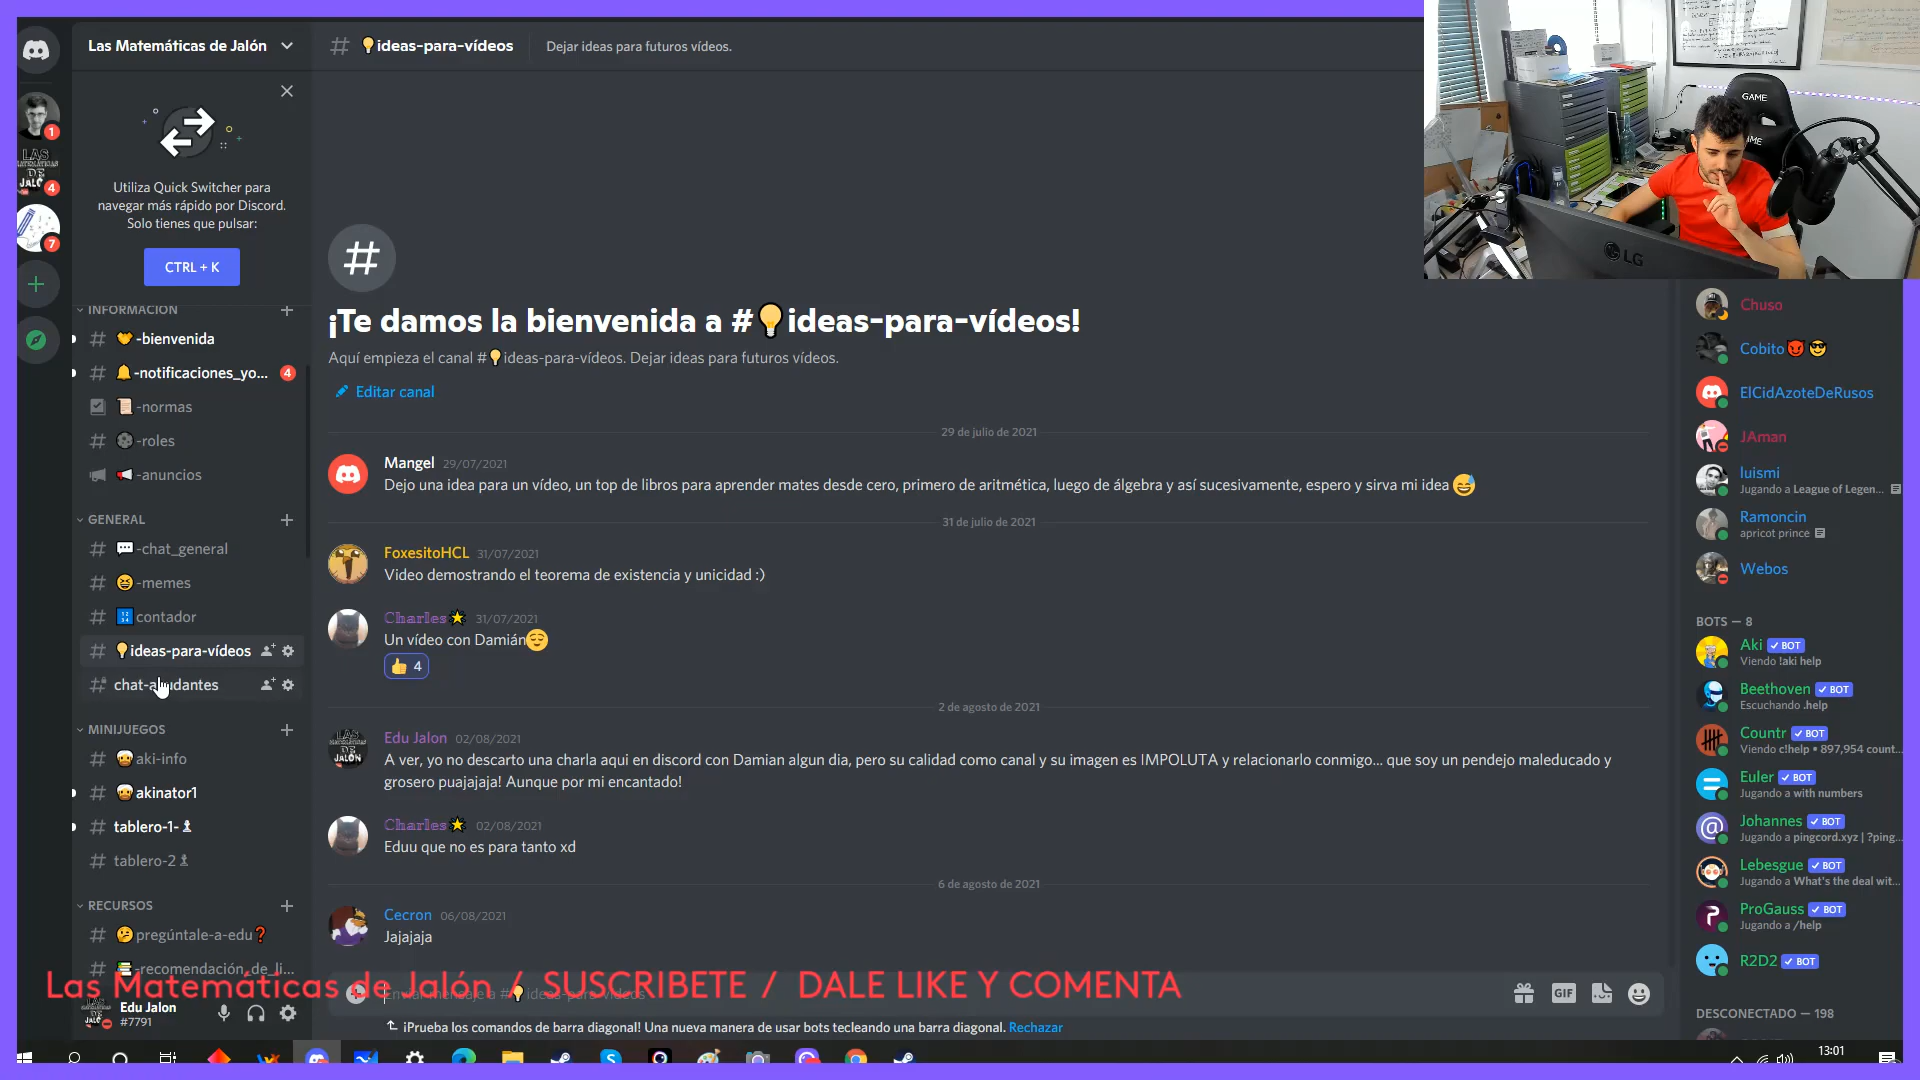 Las Matemáticas de Jalón
# 💡ideas-para-vídeos
Dejar ideas para futuros vídeos.
1
4
7
Utiliza Quick Switcher para
navegar más rápido por Discord.
Solo tienes que pulsar:
CTRL + K
INFORMACIÓN
-bienvenida
-notificaciones_yo...
4
-normas
-roles
-anuncios
GENERAL
-chat_general
-memes
contador
ideas-para-vídeos
chat-ayudantes
MINIJUEGOS
aki-info
akinator1
tablero-1-
tablero-2
RECURSOS
pregúntale-a-edu❓
-recomendación_de_li...
Edu Jalon
#7791
¡Te damos la bienvenida a #💡ideas-para-vídeos!
Aquí empieza el canal #💡ideas-para-vídeos. Dejar ideas para futuros vídeos.
Editar canal
29 de julio de 2021
Mangel 29/07/2021
Dejo una idea para un vídeo, un top de libros para aprender mates desde cero, primero de aritmética, luego de álgebra y así sucesivamente, espero y sirva mi idea 😅
31 de julio de 2021
FoxesitoHCL 31/07/2021
Video demostrando el teorema de existencia y unicidad :)
ℂ𝕙𝕒𝕣𝕝𝕖𝕤 31/07/2021
Un vídeo con Damián😌
👍 4
2 de agosto de 2021
Edu Jalon 02/08/2021
A ver, yo no descarto una charla aqui en discord con Damian algun dia, pero su calidad como canal y su imagen es IMPOLUTA y relacionarlo conmigo... que soy un pendejo maleducado y
grosero puajajaja! Aunque por mi encantado!
ℂ𝕙𝕒𝕣𝕝𝕖𝕤 02/08/2021
Eduu que no es para tanto xd
6 de agosto de 2021
Cecron 06/08/2021
Jajajaja
Enviar mensaje a #💡ideas-para-vídeos
GIF
¡Prueba los comandos de barra diagonal! Una nueva manera de usar bots tecleando una barra diagonal. Rechazar
Las Matemáticas de Jalón / SUSCRIBETE / DALE LIKE Y COMENTA
GAME
LG
Chuso
Cobito😈😎
ElCidAzoteDeRusos
JAman
luismi
Jugando a League of Legen...
Ramoncin
apricot prince
Webos
BOTS — 8
Aki ✓ BOT
Viendo !aki help
Beethoven ✓ BOT
Escuchando .help
Countr ✓ BOT
Viendo c!help • 897,954 count...
Euler ✓ BOT
Jugando a with numbers
Johannes ✓ BOT
Jugando a pingcord.xyz | ?ping...
Lebesgue ✓ BOT
Jugando a What's the deal wit...
ProGauss ✓ BOT
Jugando a /help
R2D2 ✓ BOT
DESCONECTADO — 198
13:01